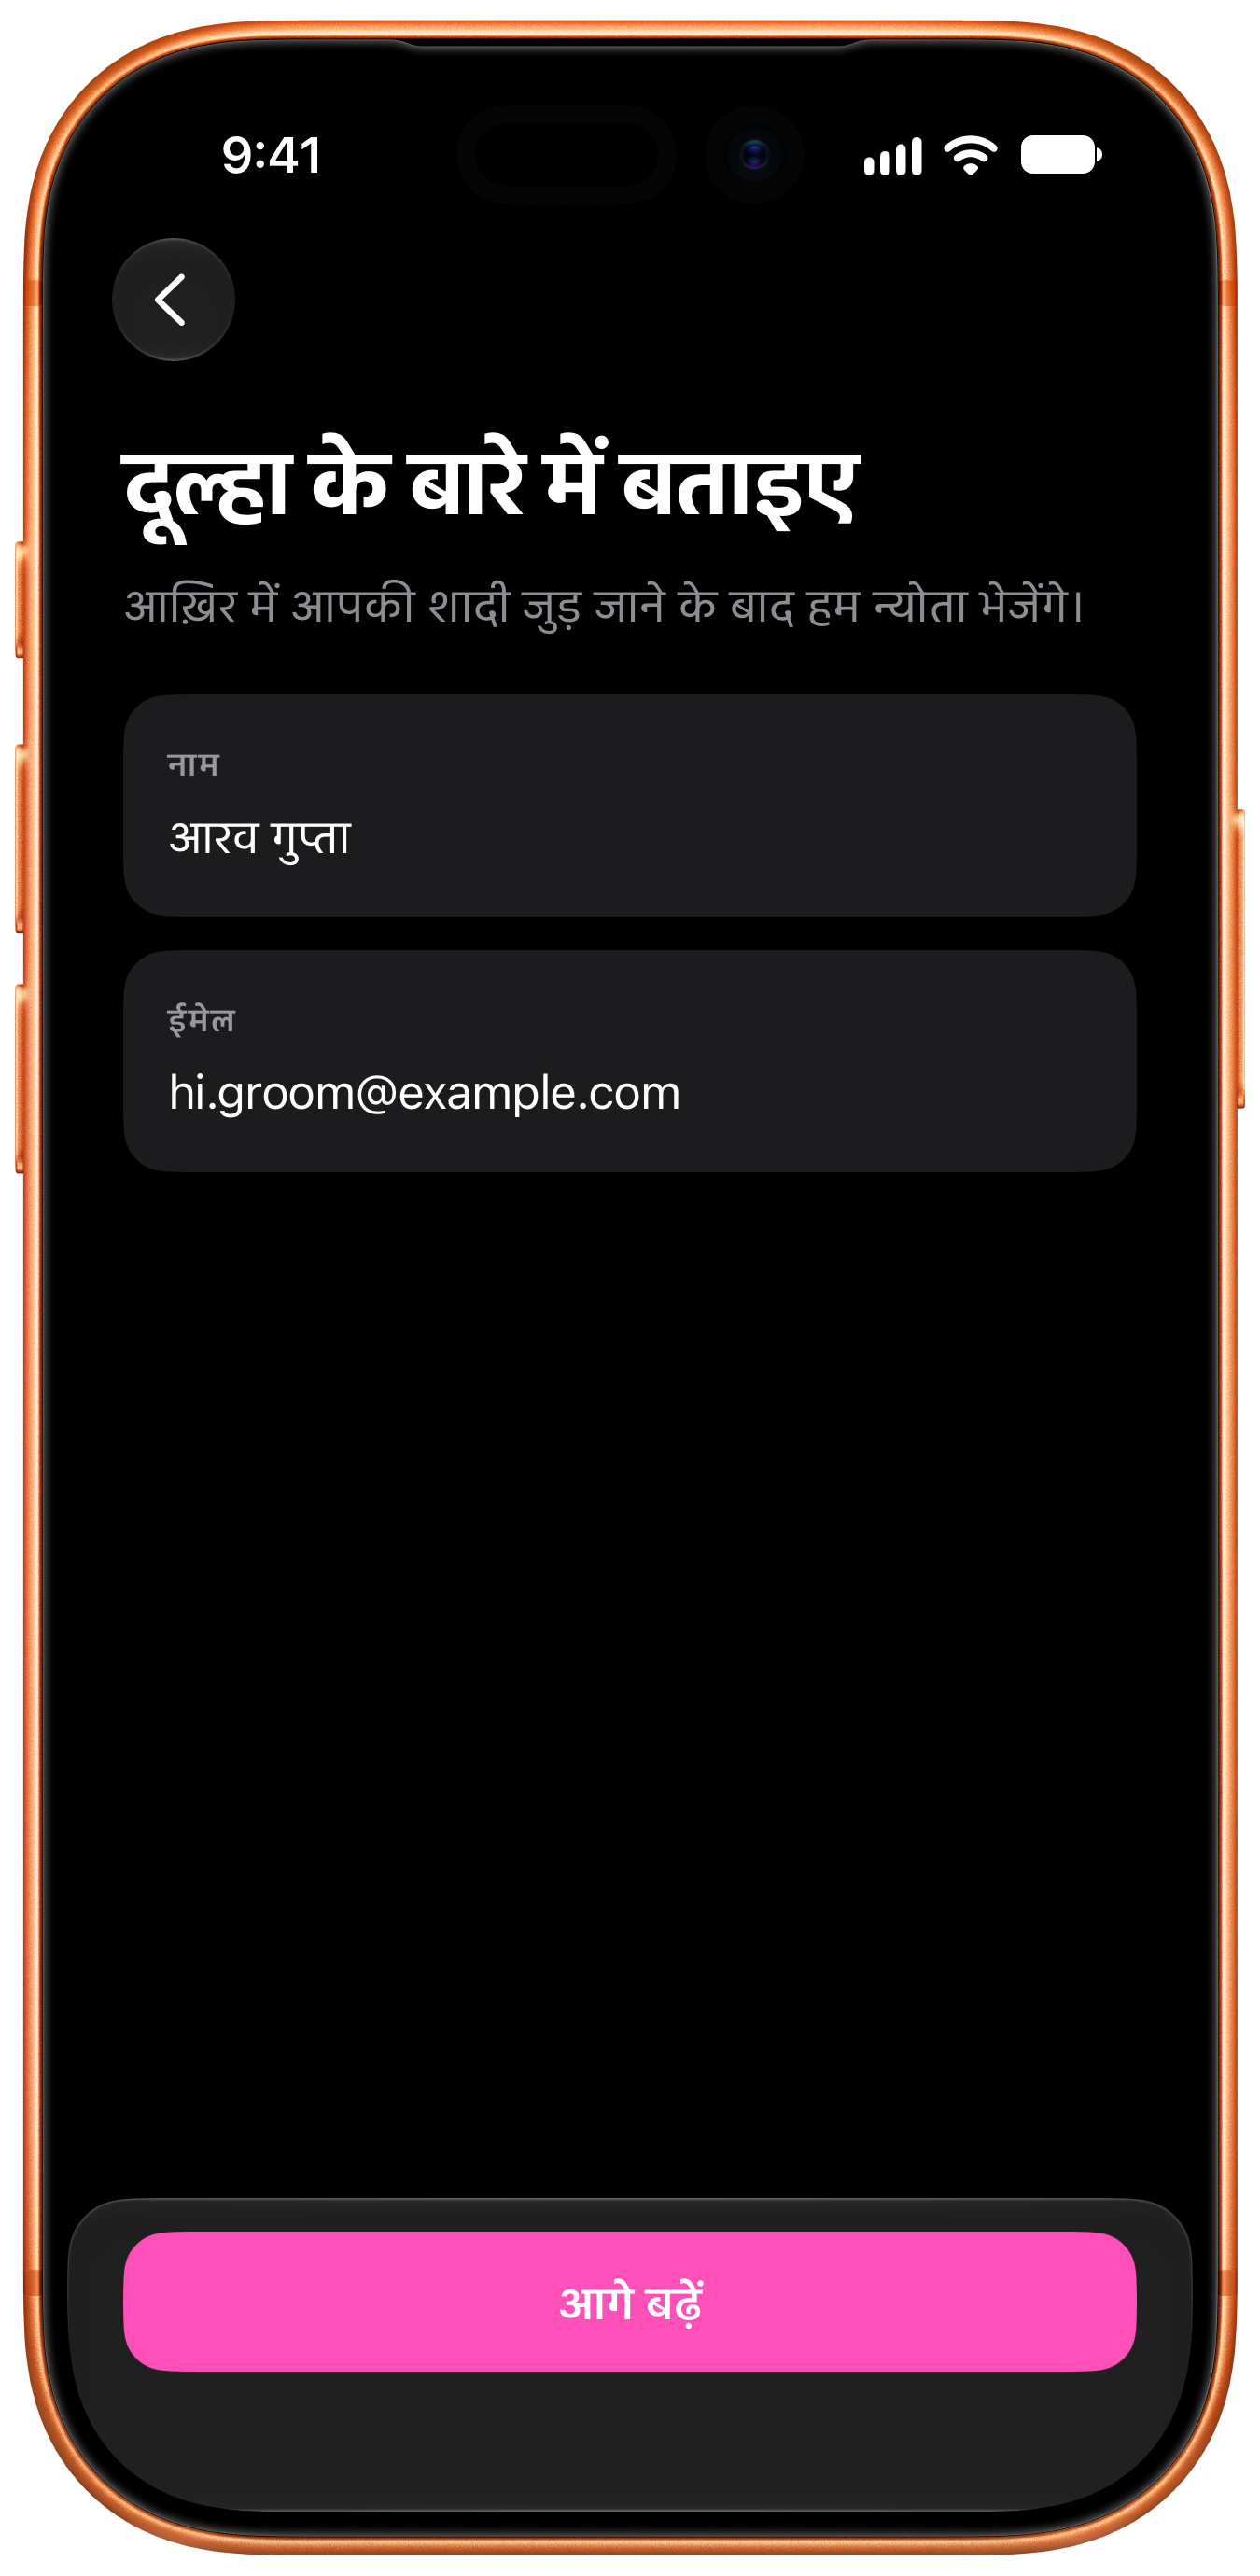 9:41
दूल्हा के बारे में बताइए
आख़िर में आपकी शादी जुड़ जाने के बाद हम न्योता भेजेंगे।
नाम
आरव गुप्ता
ईमेल
hi.groom@example.com
आगे बढ़ें